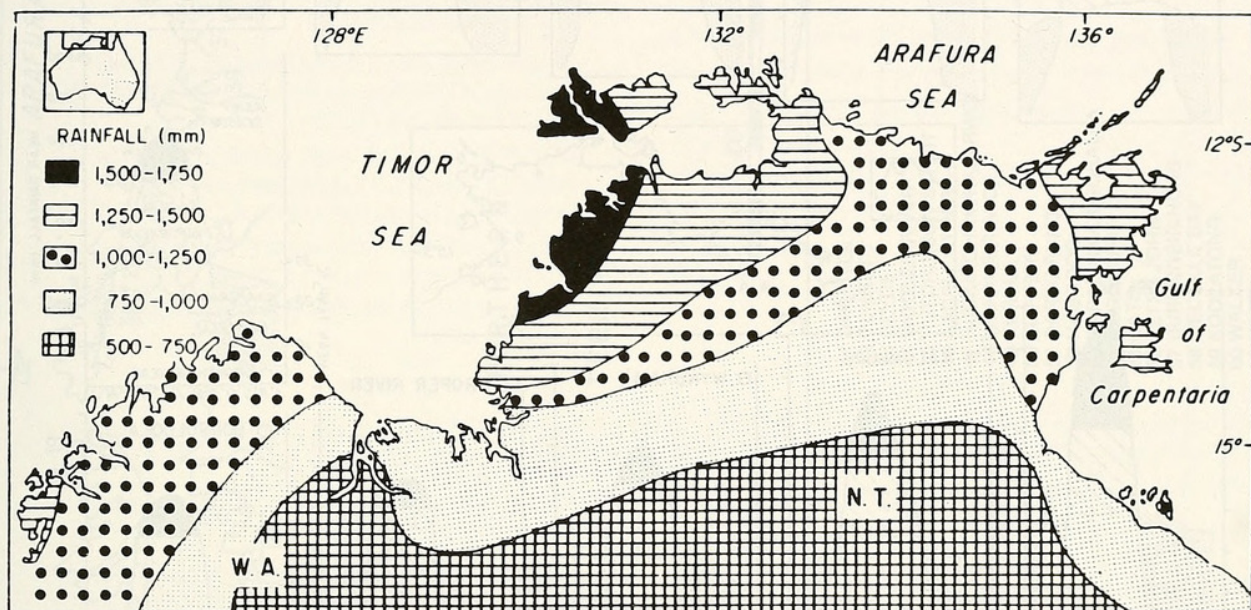 128°E
132°
136°
ARAFURA
SEA
12°S
RAINFALL (mm)
1,500-1,750
1,250-1,500
1,000-1,250
750-1,000
500-750
TIMOR
SEA
Gulf
of
Carpentaria
15°
N.T.
W.A.